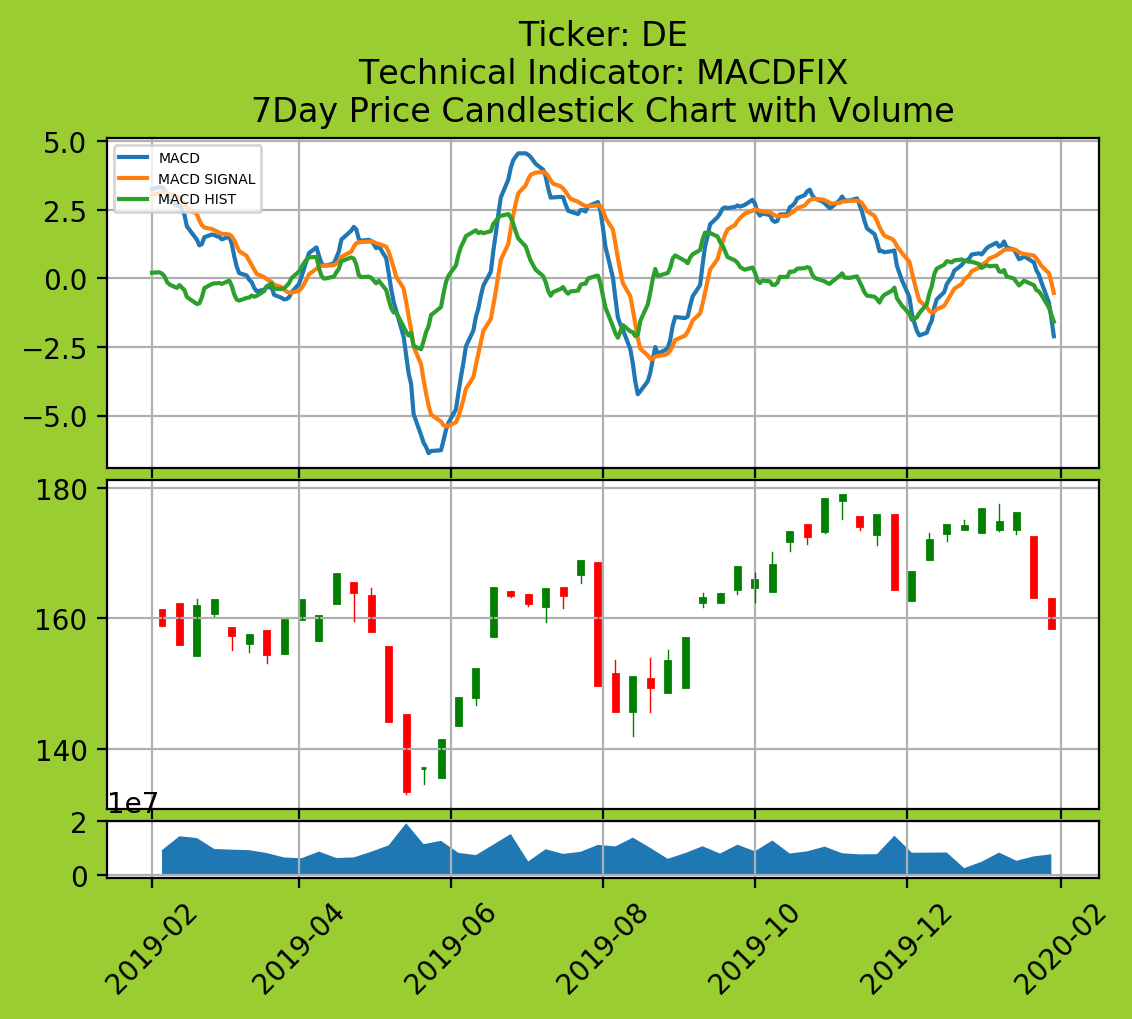 Ticker: DE
Technical Indicator: MACDFIX
7Day Price Candlestick Chart with Volume
5.0
2.5
0.0
−2.5
−5.0
MACD
MACD SIGNAL
MACD HIST
180
160
140
1e7
2
0
2019-02
2019-04
2019-06
2019-08
2019-10
2019-12
2020-02